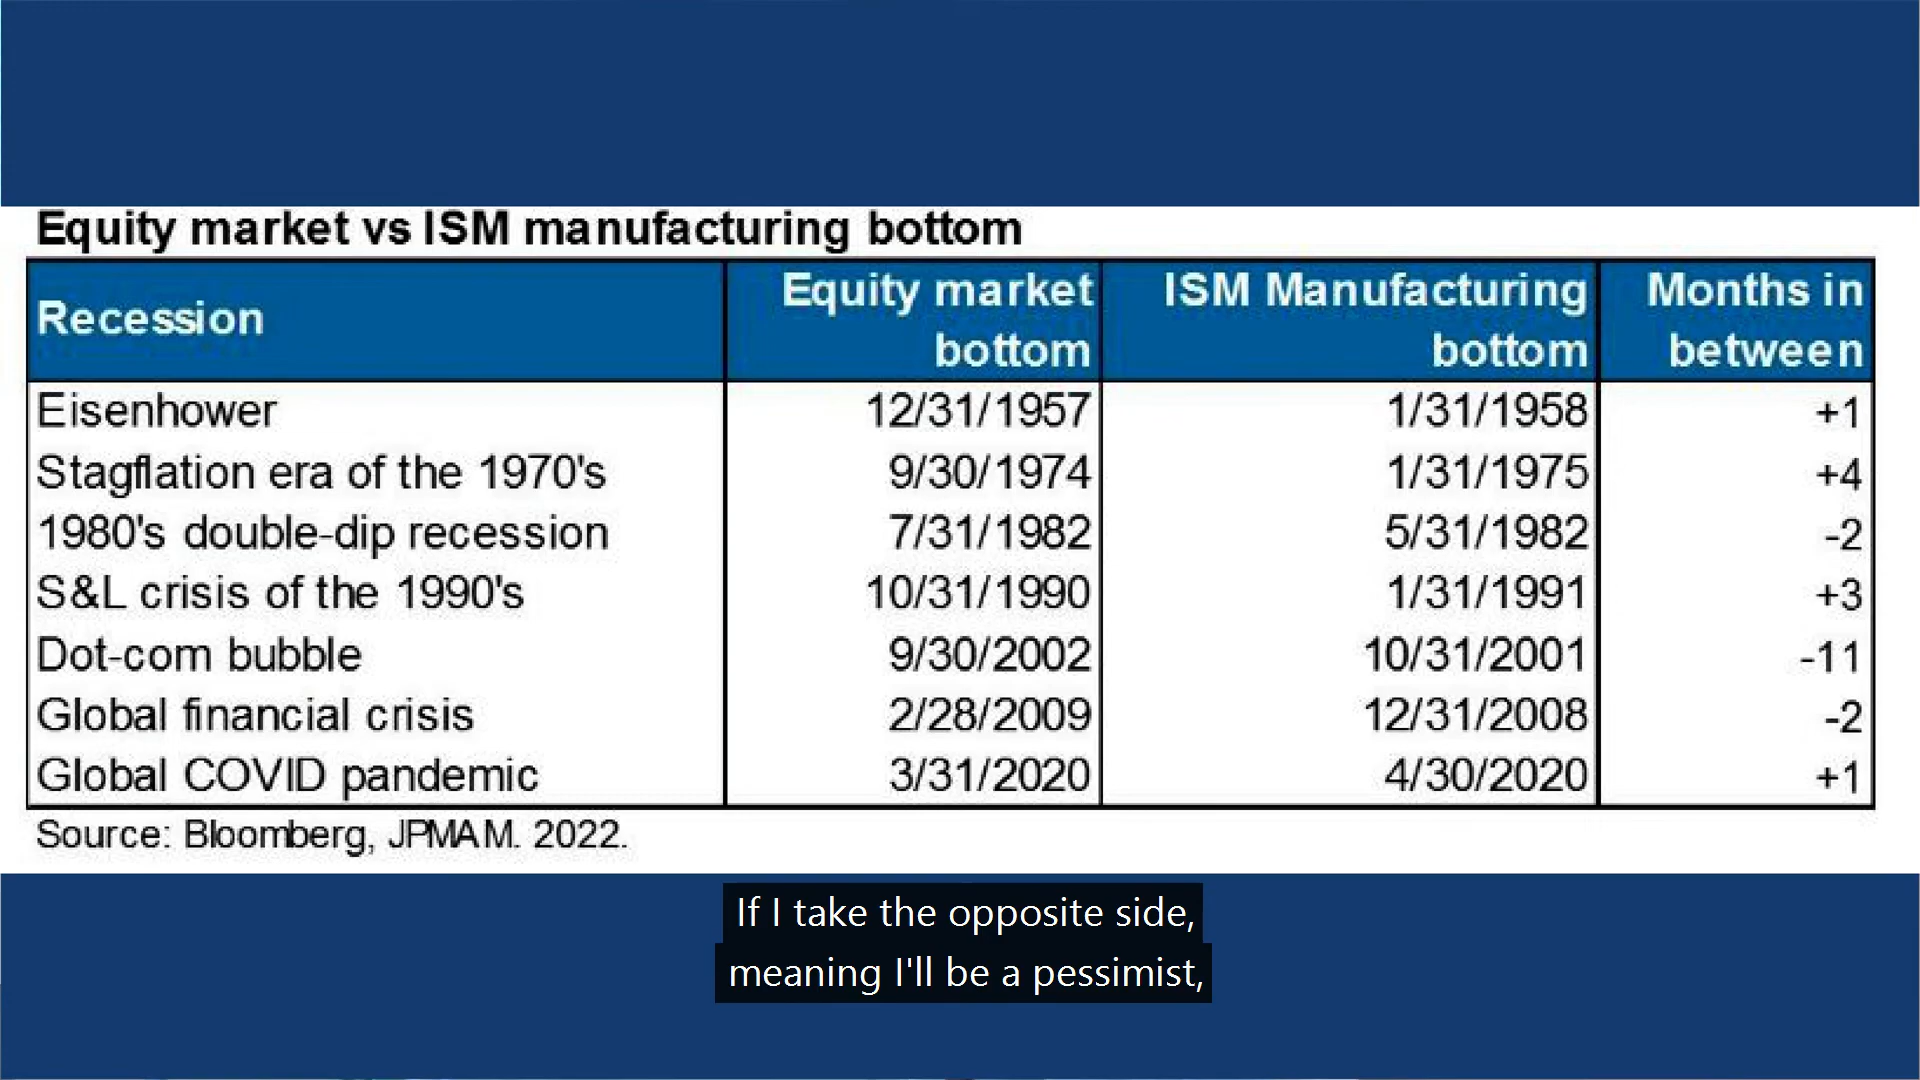 Equity market vs ISM manufacturing bottom
Recession
Equity market bottom
ISM Manufacturing bottom
Months in between
Eisenhower 12/31/1957 1/31/1958 +1
Stagflation era of the 1970's 9/30/1974 1/31/1975 +4
1980's double-dip recession 7/31/1982 5/31/1982 -2
S&L crisis of the 1990's 10/31/1990 1/31/1991 +3
Dot-com bubble 9/30/2002 10/31/2001 -11
Global financial crisis 2/28/2009 12/31/2008 -2
Global COVID pandemic 3/31/2020 4/30/2020 +1
Source: Bloomberg, JPMAM. 2022.
If I take the opposite side,
meaning I'll be a pessimist,